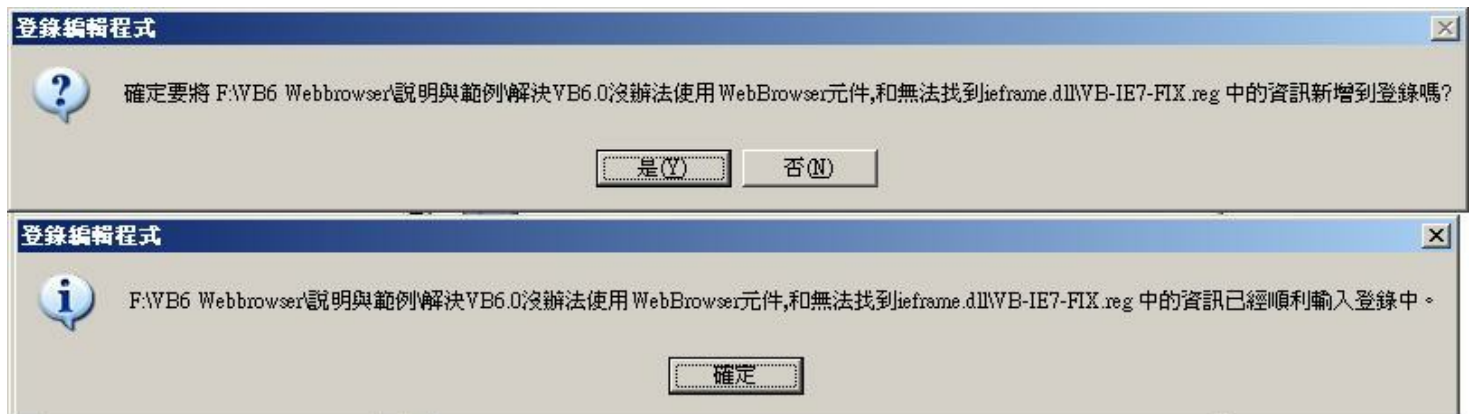 登錄編輯程式
確定要將 F:\VB6 Webbrowser\說明與範例\解決VB6.0沒辦法使用WebBrowser元件,和無法找到ieframe.dll\VB-IE7-FIX.reg 中的資訊新增到登錄嗎?
是(Y) 否(N)
登錄編輯程式
F:\VB6 Webbrowser\說明與範例\解決VB6.0沒辦法使用WebBrowser元件,和無法找到ieframe.dll\VB-IE7-FIX.reg 中的資訊已經順利輸入登錄中。
確定